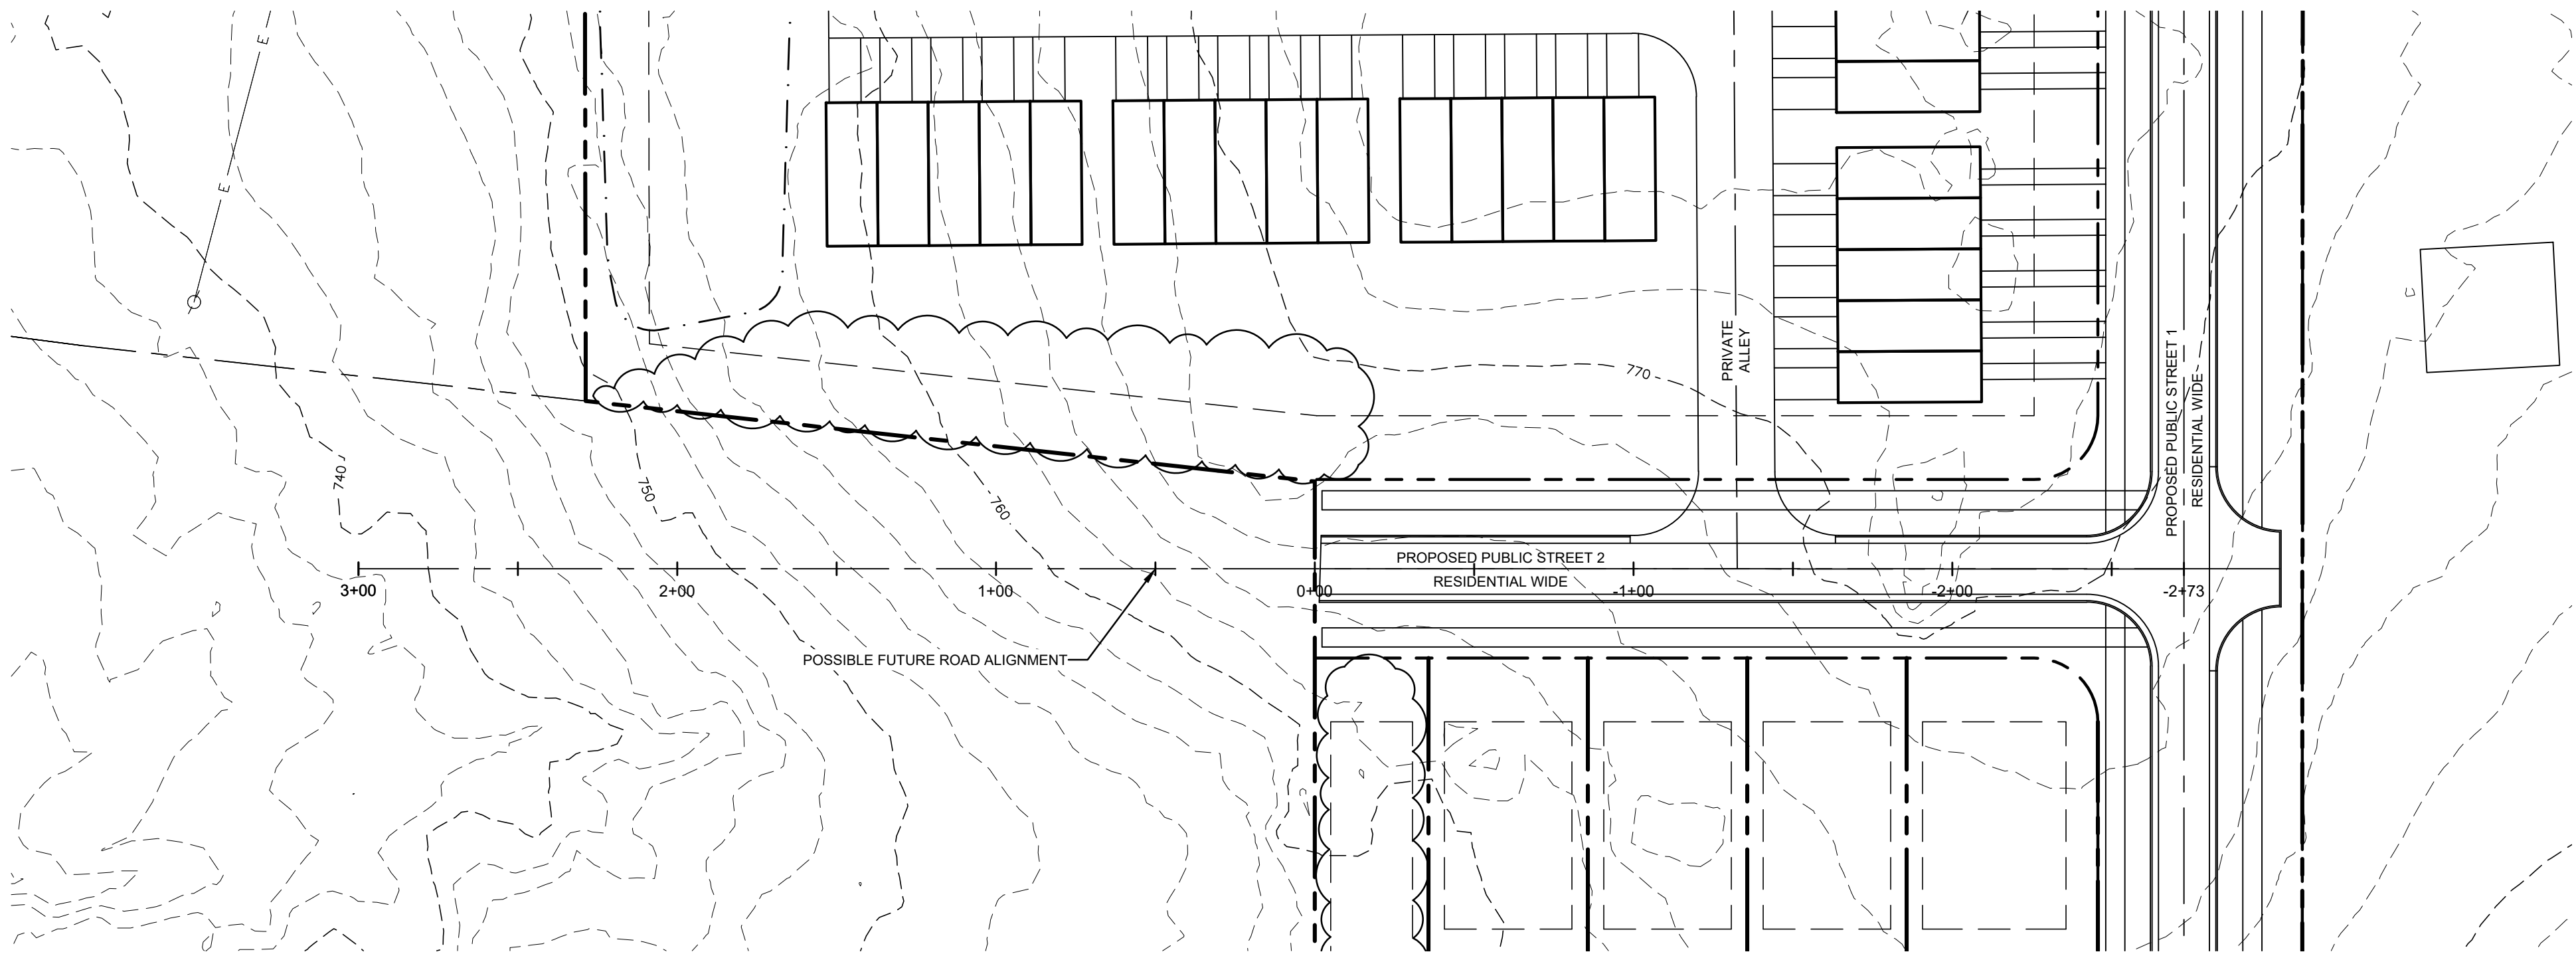 E
E
PRIVATE
ALLEY
770
PROPOSED PUBLIC STREET 1
RESIDENTIAL WIDE
740
750
760
PROPOSED PUBLIC STREET 2
RESIDENTIAL WIDE
3+00
2+00
1+00
0+00
-1+00
-2+00
-2+73
POSSIBLE FUTURE ROAD ALIGNMENT